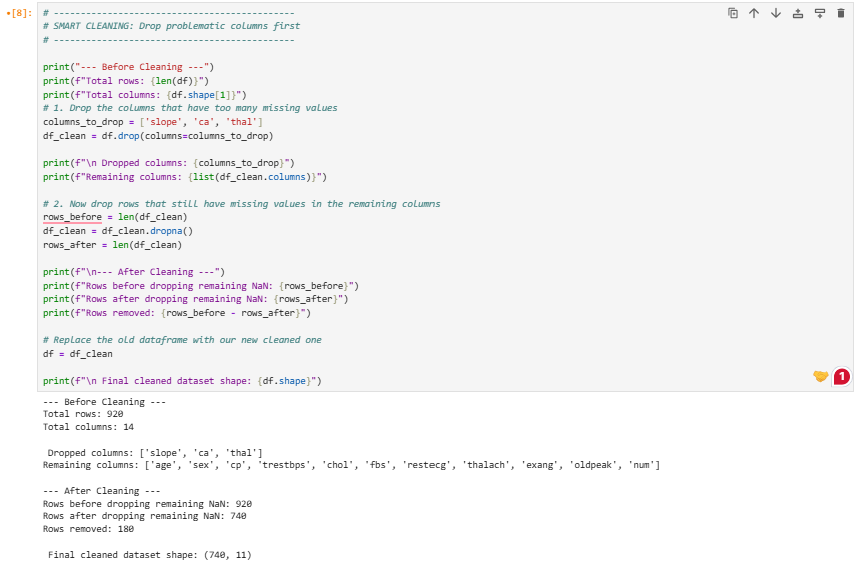 [8]:
# -------------------------------------------
# SMART CLEANING: Drop problematic columns first
# -------------------------------------------
print("--- Before Cleaning ---")
print(f"Total rows: {len(df)}")
print(f"Total columns: {df.shape[1]}")
# 1. Drop the columns that have too many missing values
columns_to_drop = ['slope', 'ca', 'thal']
df_clean = df.drop(columns=columns_to_drop)
print(f"\n Dropped columns: {columns_to_drop}")
print(f"Remaining columns: {list(df_clean.columns)}")
# 2. Now drop rows that still have missing values in the remaining columns
rows_before = len(df_clean)
df_clean = df_clean.dropna()
rows_after = len(df_clean)
print(f"\n--- After Cleaning ---")
print(f"Rows before dropping remaining NaN: {rows_before}")
print(f"Rows after dropping remaining NaN: {rows_after}")
print(f"Rows removed: {rows_before - rows_after}")
# Replace the old dataframe with our new cleaned one
df = df_clean
print(f"\n Final cleaned dataset shape: {df.shape}")
1
--- Before Cleaning ---
Total rows: 920
Total columns: 14
Dropped columns: ['slope', 'ca', 'thal']
Remaining columns: ['age', 'sex', 'cp', 'trestbps', 'chol', 'fbs', 'restecg', 'thalach', 'exang', 'oldpeak', 'num']
--- After Cleaning ---
Rows before dropping remaining NaN: 920
Rows after dropping remaining NaN: 740
Rows removed: 180
Final cleaned dataset shape: (740, 11)